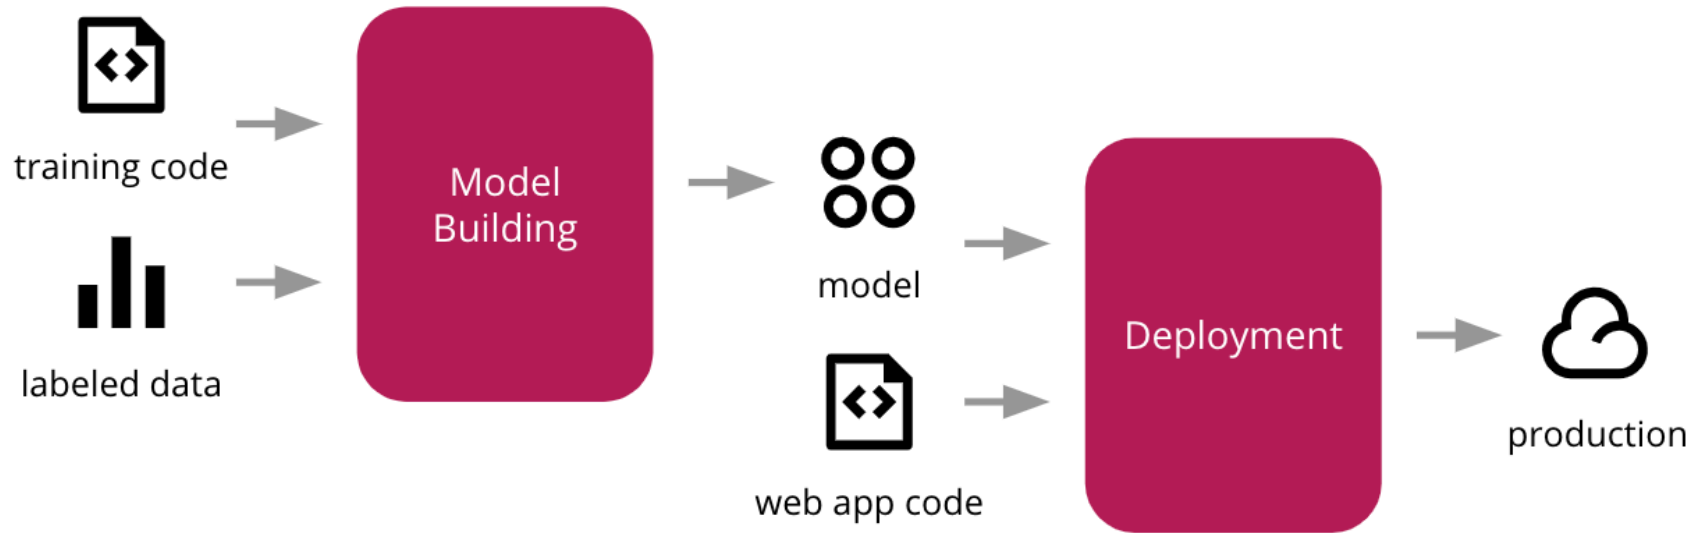 training code
labeled data
Model
Building
model
web app code
Deployment
production